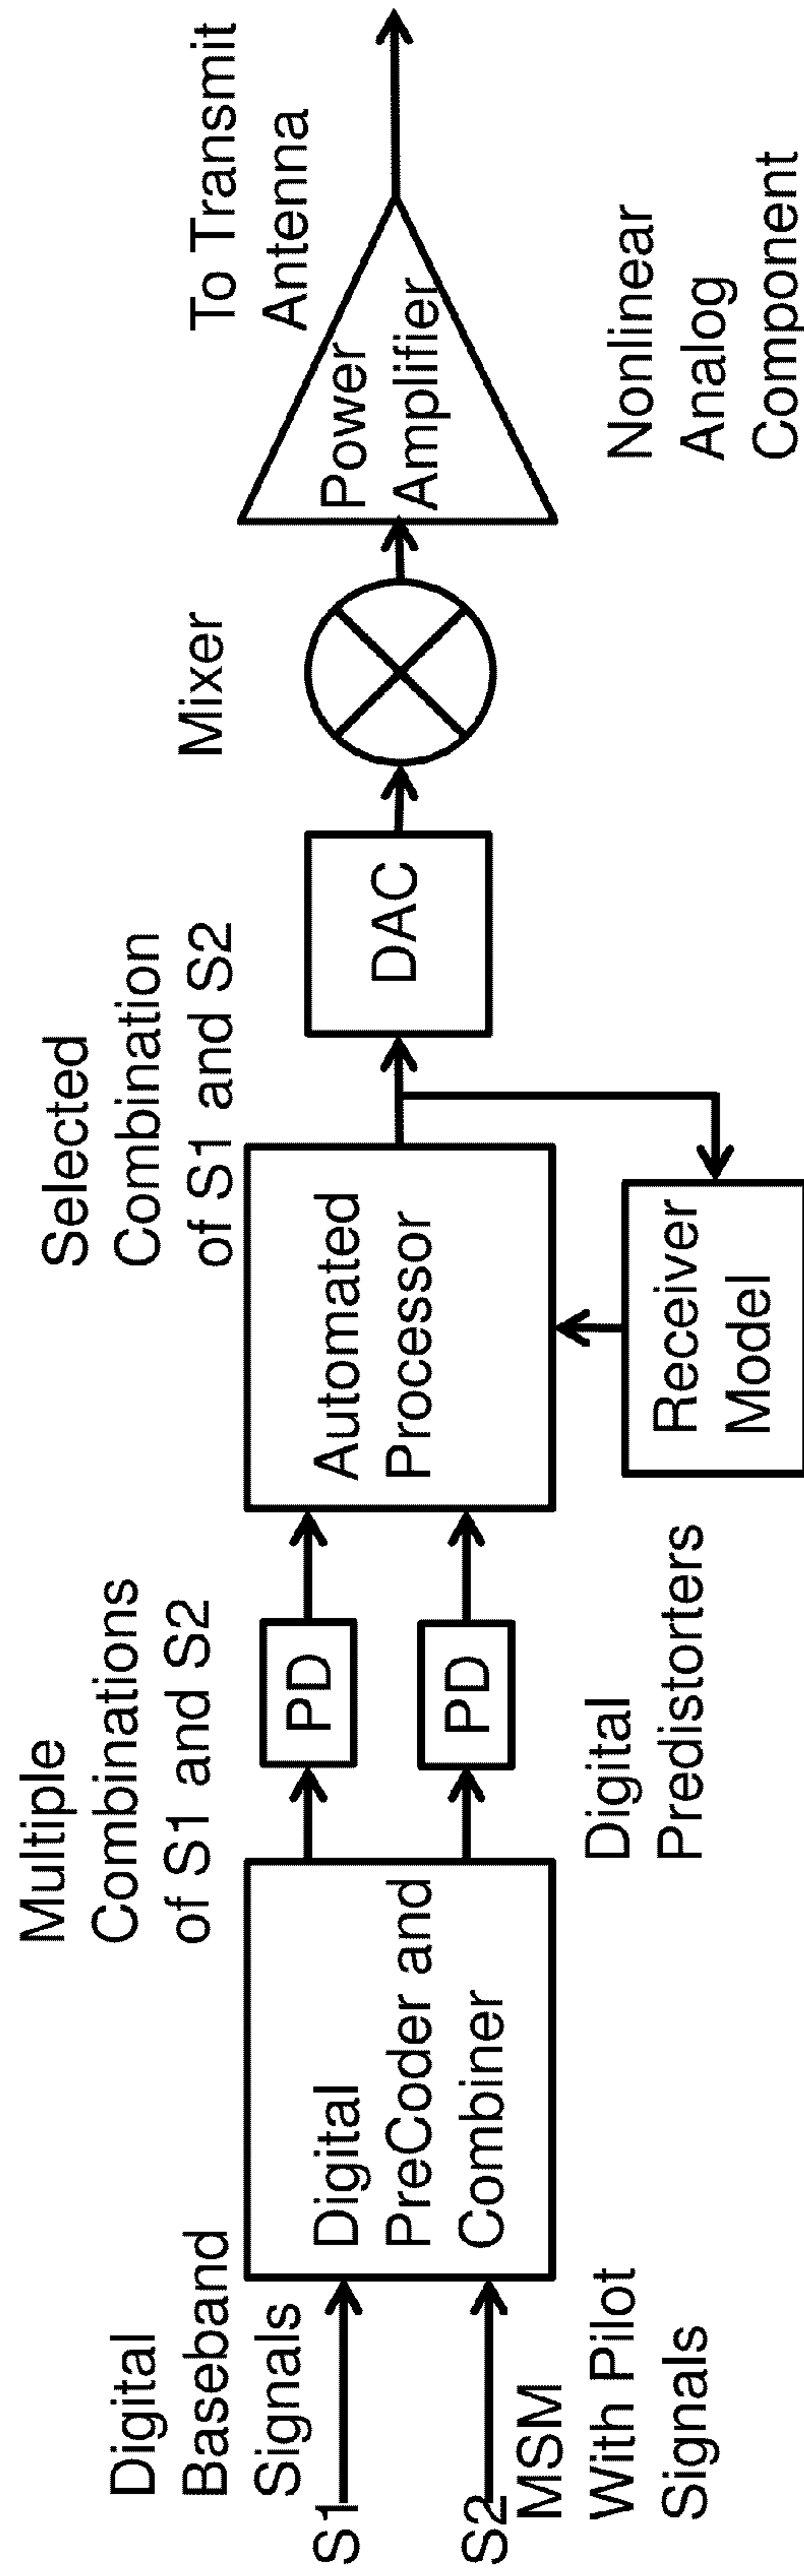 Digital
Baseband
Signals
S1
S2
MSM
With Pilot
Signals
Digital
PreCoder and
Combiner
Multiple
Combinations
of S1 and S2
PD
PD
Digital
Predistorters
Automated
Processor
Receiver
Model
Selected
Combination
of S1 and S2
DAC
Mixer
Power
Amplifier
To Transmit
Antenna
Nonlinear
Analog
Component